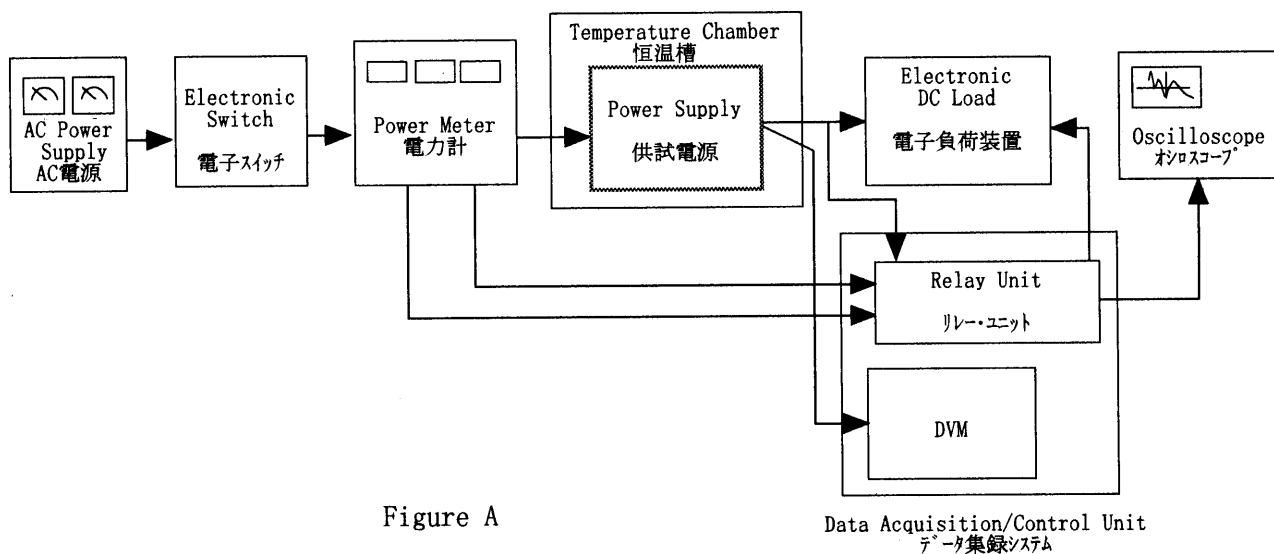 AC Power
Supply
AC電源
Electronic
Switch
電子スイッチ
Power Meter
電力計
Temperature Chamber
恒温槽
Power Supply
供試電源
Electronic
DC Load
電子負荷装置
Oscilloscope
オシロスコープ
Relay Unit
リレー・ユニット
DVM
Data Acquisition/Control Unit
データ集録システム
Figure A